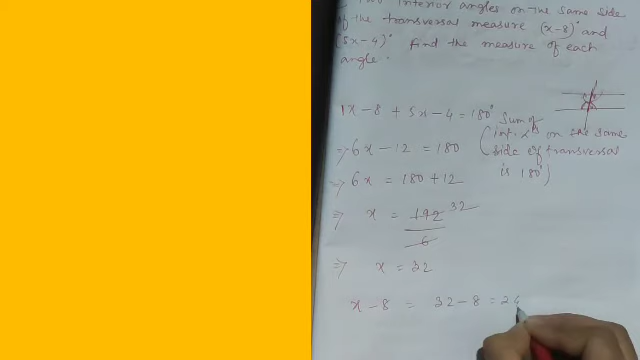 Two interior angles on the same side
of the transversal measure (x-8)° and
(5x-4)° find the measure of each
angle.
1x-8 + 5x-4 = 180°
Sum of
=> 6x - 12 = 180
(int. ∠s on the same
side of transversal
is 180°)
=> 6x = 180 + 12
=> x = 192 32
6
=> x = 32
x - 8 = 32 - 8 = 24